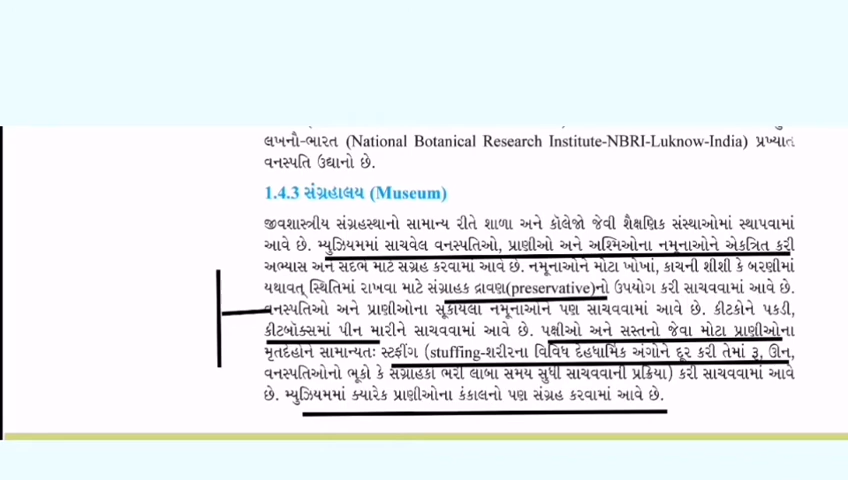 લખનૌ-ભારત (National Botanical Research Institute-NBRI-Luknow-India) પ્રખ્યાત
વનસ્પતિ ઉદ્યાનો છે.
1.4.3 સંગ્રહાલય (Museum)
જીવશાસ્ત્રીય સંગ્રહસ્થાનો સામાન્ય રીતે શાળા અને કૉલેજો જેવી શૈક્ષણિક સંસ્થાઓમાં સ્થાપવામાં
આવે છે. મ્યુઝિયમમાં સાચવેલ વનસ્પતિઓ, પ્રાણીઓ અને અશ્મિઓના નમૂનાઓને એકત્રિત કરી
અભ્યાસ અને સંદર્ભ માટે સંગ્રહ કરવામાં આવે છે. નમૂનાઓને મોટા ખોખાં, કાચની શીશી કે બરણીમાં
યથાવત્ સ્થિતિમાં રાખવા માટે સંગ્રાહક દ્રાવણ(preservative)નો ઉપયોગ કરી સાચવવામાં આવે છે.
વનસ્પતિઓ અને પ્રાણીઓના સૂકાયેલા નમૂનાઓને પણ સાચવવામાં આવે છે. કીટકોને પકડી,
કીટબૉક્સમાં પીન મારીને સાચવવામાં આવે છે. પક્ષીઓ અને સસ્તનો જેવા મોટા પ્રાણીઓના
મૃતદેહોને સામાન્યતઃ સ્ટફીંગ (stuffing-શરીરના વિવિધ દેહધાર્મિક અંગોને દૂર કરી તેમાં રૂ, ઊન,
વનસ્પતિઓનો ભૂકો કે સંગ્રાહકો ભરી લાંબા સમય સુધી સાચવવાની પ્રક્રિયા) કરી સાચવવામાં આવે
છે. મ્યુઝિયમમાં ક્યારેક પ્રાણીઓના કંકાલનો પણ સંગ્રહ કરવામાં આવે છે.